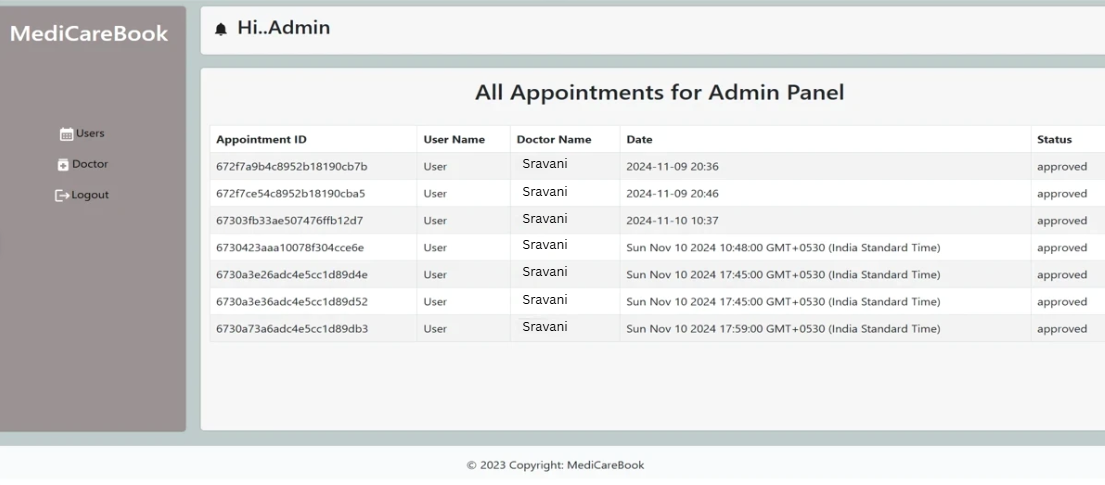 MediCareBook
Hi..Admin
Users
Doctor
Logout
All Appointments for Admin Panel
Appointment ID User Name Doctor Name Date Status
672f7a9b4c8952b18190cb7b User Sravani 2024-11-09 20:36 approved
672f7ce54c8952b18190cba5 User Sravani 2024-11-09 20:46 approved
67303fb33ae507476ffb12d7 User Sravani 2024-11-10 10:37 approved
6730423aaa10078f304cce6e User Sravani Sun Nov 10 2024 10:48:00 GMT+0530 (India Standard Time) approved
6730a3e26adc4e5cc1d89d4e User Sravani Sun Nov 10 2024 17:45:00 GMT+0530 (India Standard Time) approved
6730a3e36adc4e5cc1d89d52 User Sravani Sun Nov 10 2024 17:45:00 GMT+0530 (India Standard Time) approved
6730a73a6adc4e5cc1d89db3 User Sravani Sun Nov 10 2024 17:59:00 GMT+0530 (India Standard Time) approved
© 2023 Copyright: MediCareBook